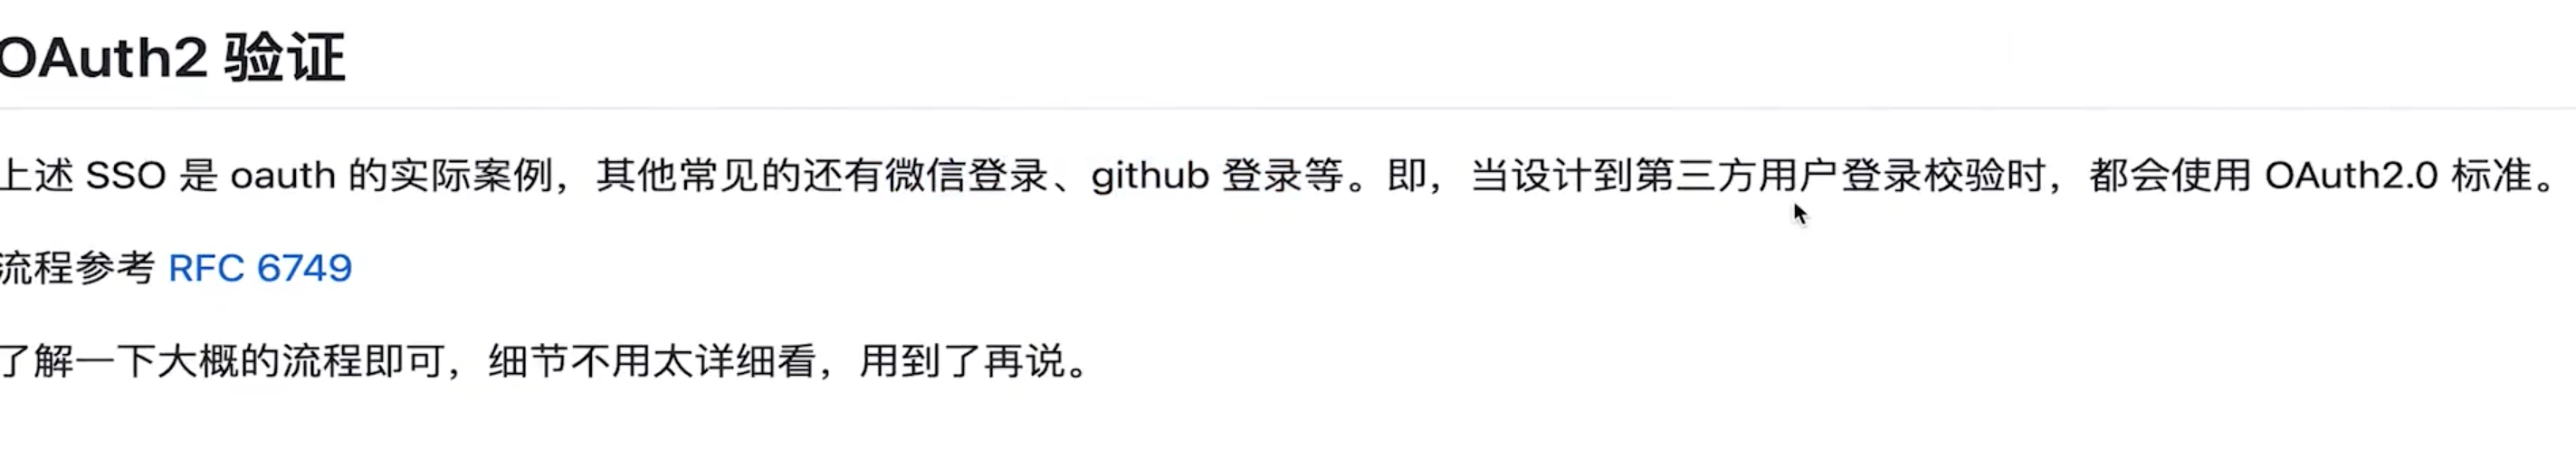 OAuth2 验证
上述 SSO 是 oauth 的实际案例，其他常见的还有微信登录、github 登录等。即，当设计到第三方用户登录校验时，都会使用 OAuth2.0 标准。
流程参考 RFC 6749
了解一下大概的流程即可，细节不用太详细看，用到了再说。